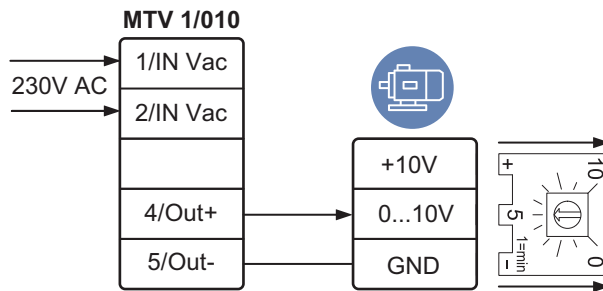 MTV 1/010
1/IN Vac
230V AC
2/IN Vac
4/Out+
5/Out-
+10V
0...10V
GND
+
5
-
1=min
10
0